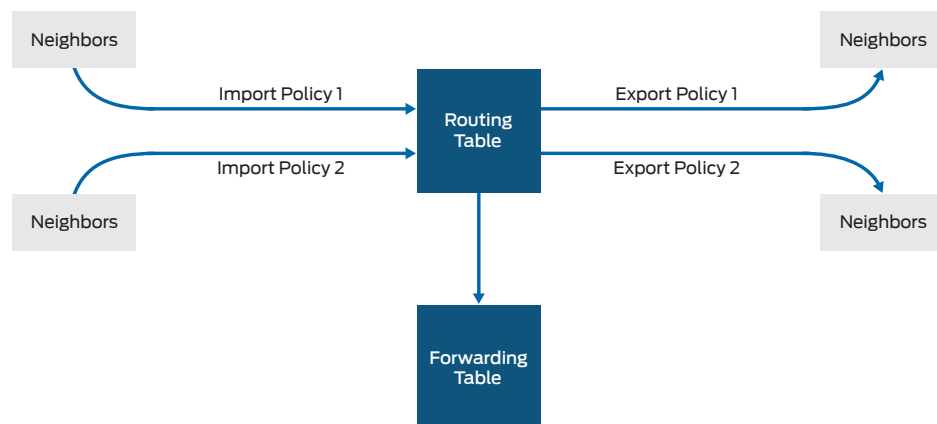 Neighbors
Neighbors
Import Policy 1
Export Policy 1
Routing
Table
Import Policy 2
Export Policy 2
Neighbors
Neighbors
Forwarding
Table